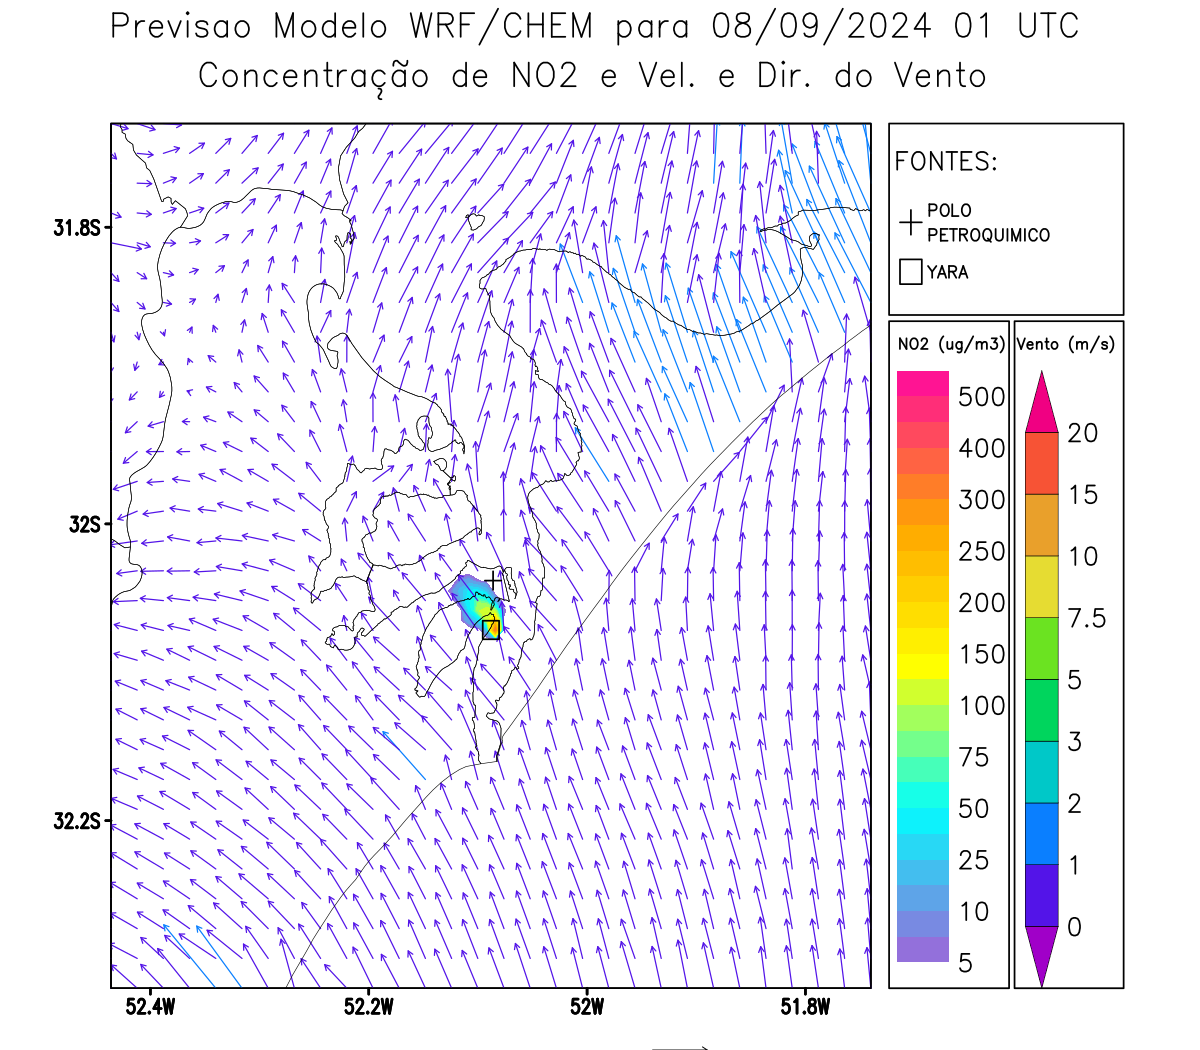 Previsao Modelo WRF/CHEM para 08/09/2024 01 UTC
Concentração de NO2 e Vel. e Dir. do Vento
FONTES:
POLO
PETROQUIMICO
YARA
NO2 (ug/m3)
500
400
300
250
200
150
100
75
50
25
10
5
Vento (m/s)
20
15
10
7.5
5
3
2
1
0
31.8S
32S
32.2S
52.4W
52.2W
52W
51.8W